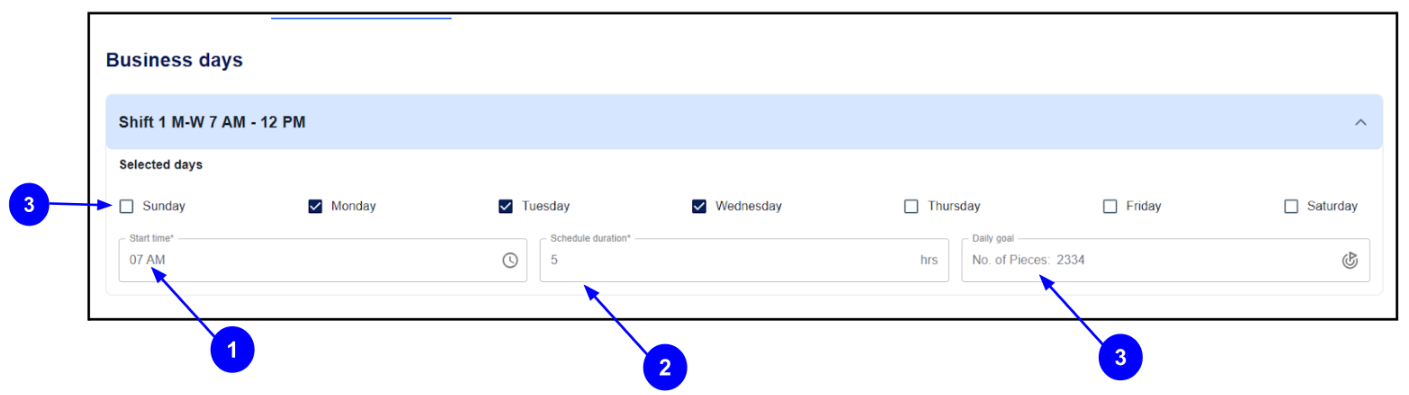 Business days
Shift 1 M-W 7 AM - 12 PM
Selected days
3
Sunday Monday Tuesday Wednesday Thursday Friday Saturday
Start time* Schedule duration* Daily goal
07 AM 5 hrs No. of Pieces: 2334
1 2 3